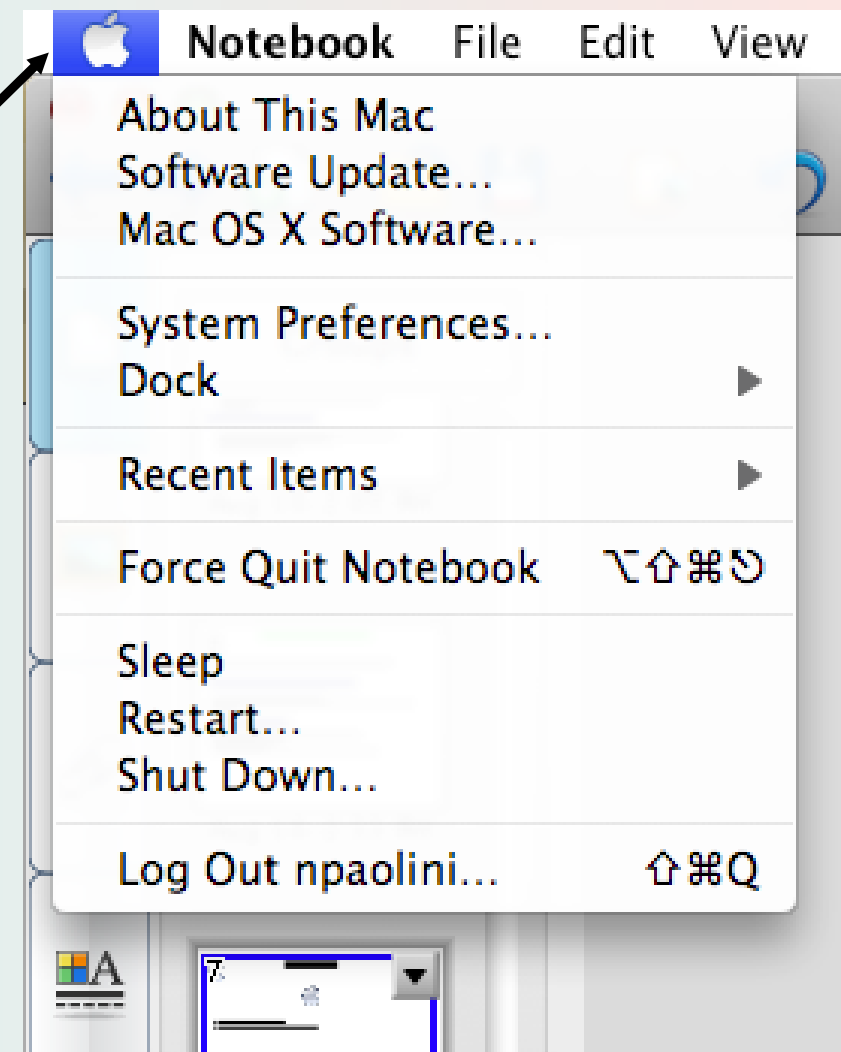 Notebook File Edit View
About This Mac
Software Update...
Mac OS X Software...
System Preferences...
Dock ▶
Recent Items ▶
Force Quit Notebook ⌥⇧⌘⎋
Sleep
Restart...
Shut Down...
Log Out npaolini... ⇧⌘Q
A
7